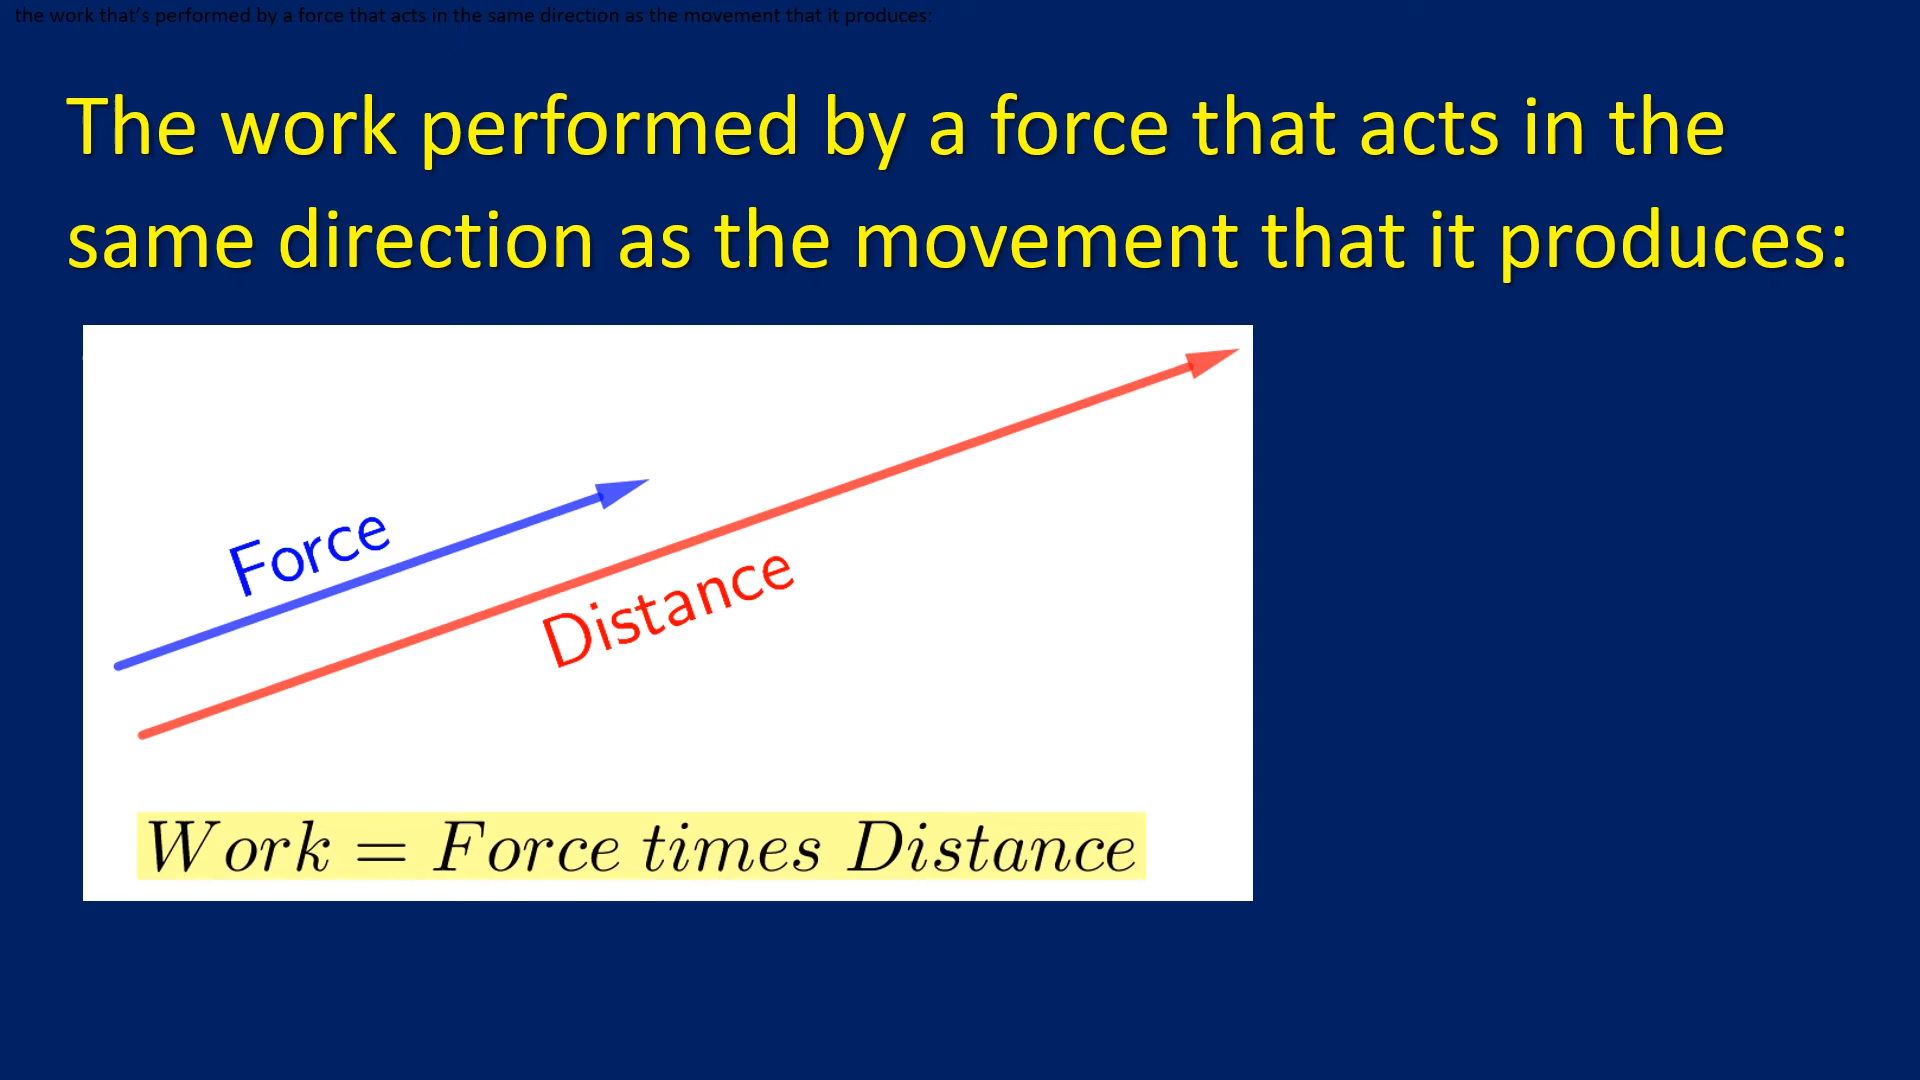 the work that's performed by a force that acts in the same direction as the movement that it produces:
The work performed by a force that acts in the
same direction as the movement that it produces:
Force
Distance
Work = Force times Distance